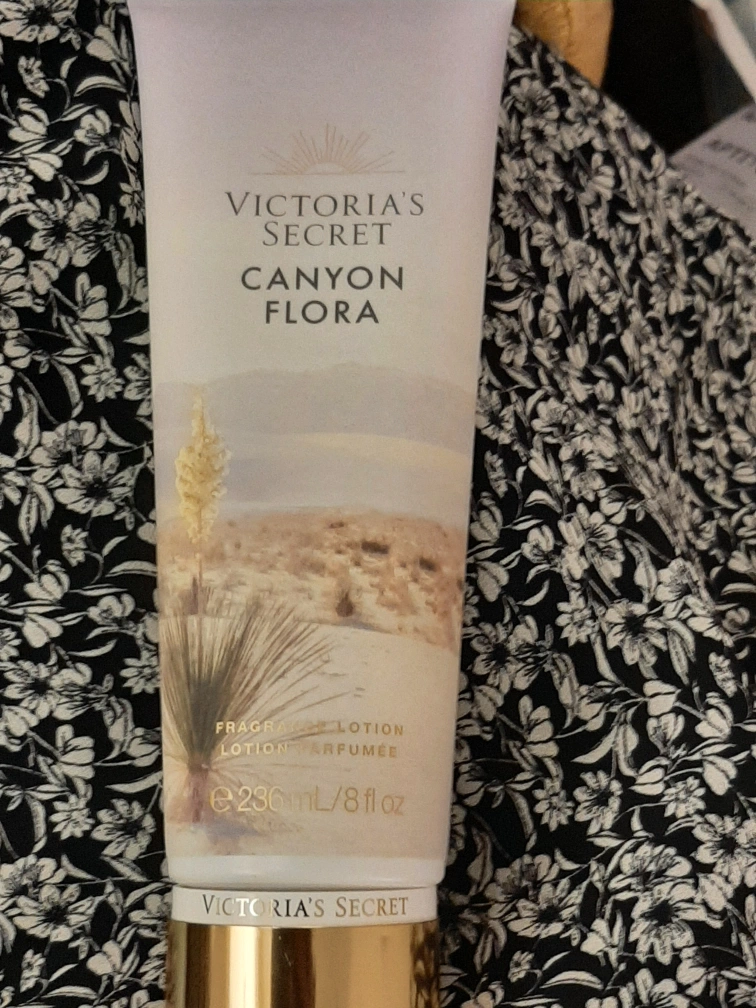 VICTORIA'S
SECRET
CANYON
FLORA
FRAGRANCE LOTION
LOTION PARFUMÉE
℮ 236 mL/8 fl oz
VICTORIA'S SECRET